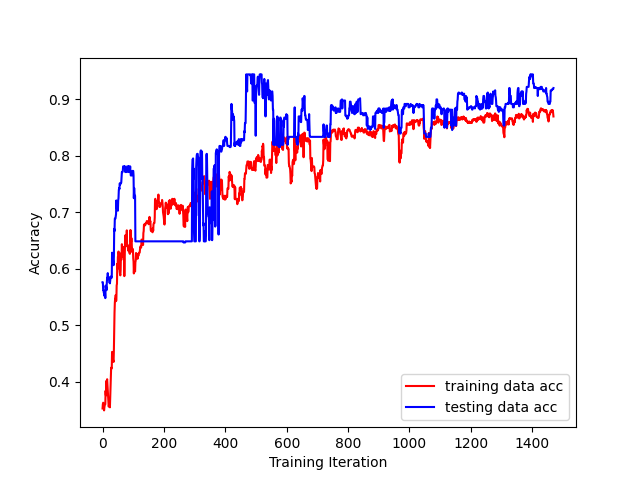 0.9
0.8
0.7
0.6
0.5
0.4
Accuracy
0 200 400 600 800 1000 1200 1400
Training Iteration
training data acc
testing data acc